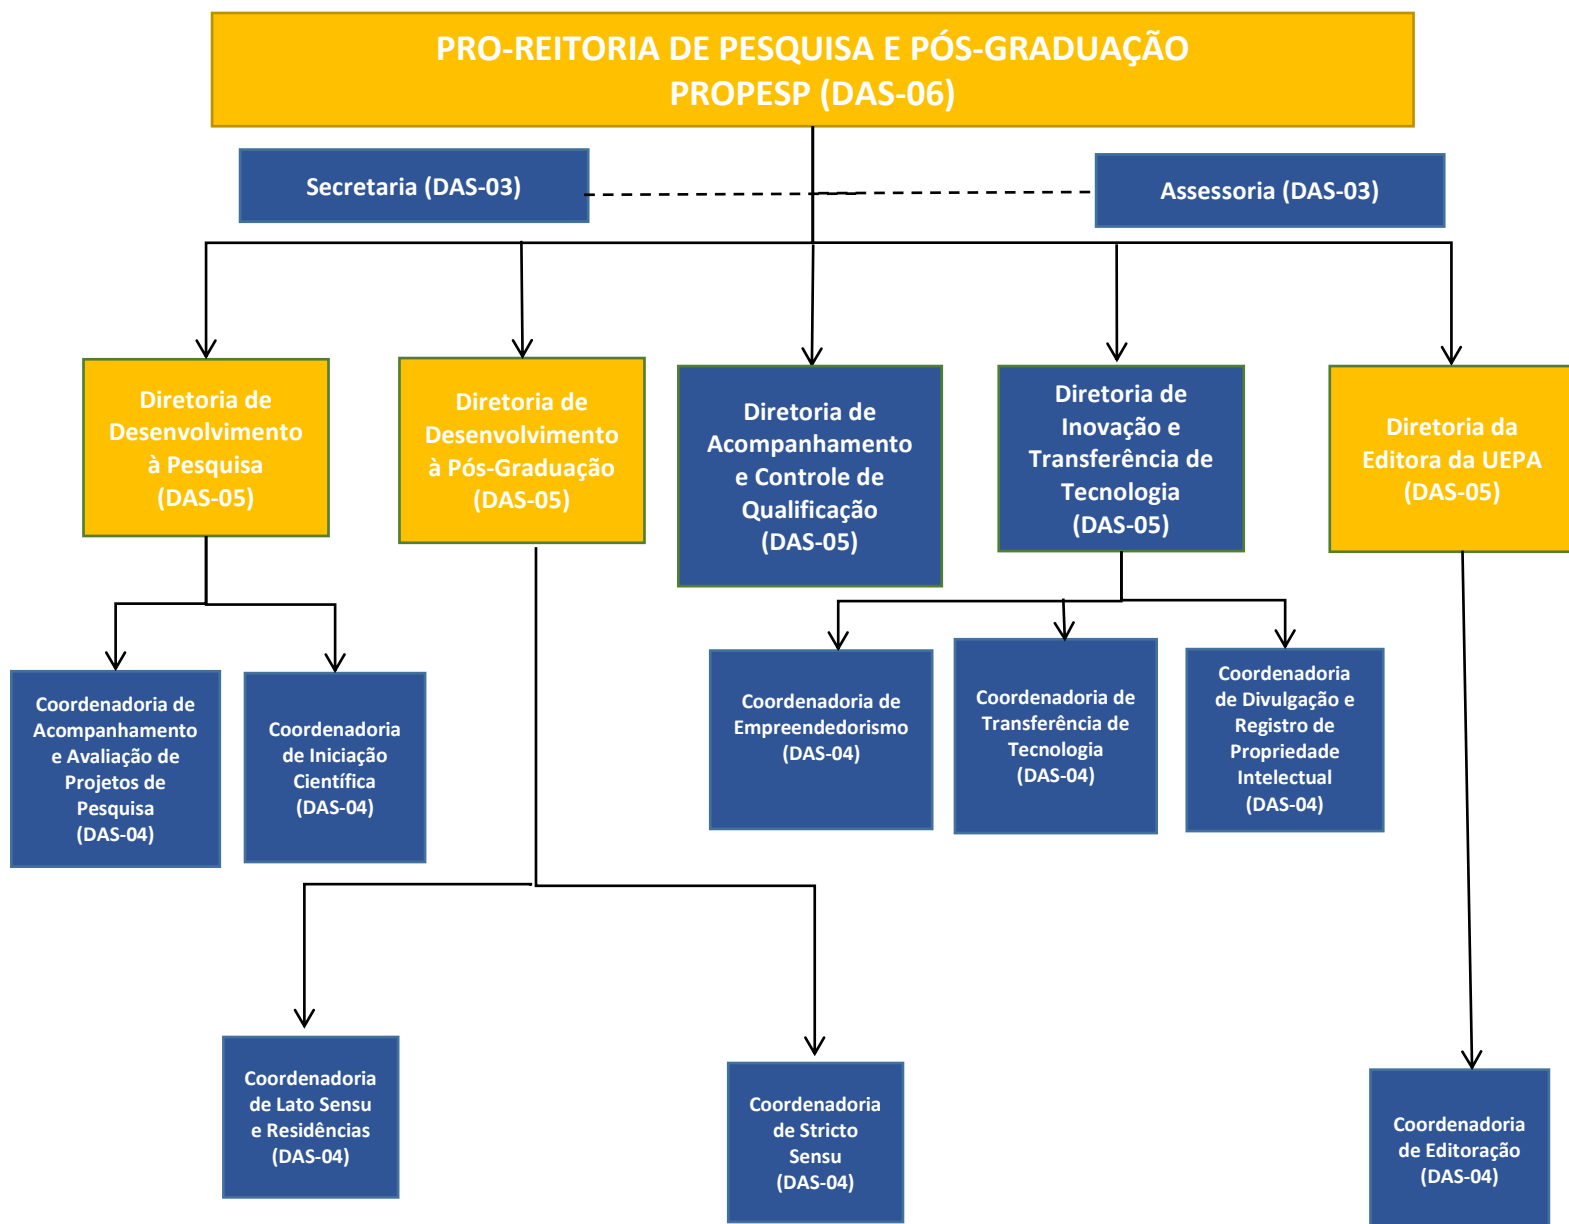 PRO-REITORIA DE PESQUISA E PÓS-GRADUAÇÃO
PROPESP (DAS-06)
Secretaria (DAS-03)
Assessoria (DAS-03)
Diretoria de
Desenvolvimento
à Pesquisa
(DAS-05)
Diretoria de
Desenvolvimento
à Pós-Graduação
(DAS-05)
Diretoria de
Acompanhamento
e Controle de
Qualificação
(DAS-05)
Diretoria de
Inovação e
Transferência de
Tecnologia
(DAS-05)
Diretoria da
Editora da UEPA
(DAS-05)
Coordenadoria de
Acompanhamento
e Avaliação de
Projetos de
Pesquisa
(DAS-04)
Coordenadoria
de Iniciação
Científica
(DAS-04)
Coordenadoria de
Empreendedorismo
(DAS-04)
Coordenadoria de
Transferência de
Tecnologia
(DAS-04)
Coordenadoria
de Divulgação e
Registro de
Propriedade
Intelectual
(DAS-04)
Coordenadoria
de Lato Sensu
e Residências
(DAS-04)
Coordenadoria
de Stricto
Sensu
(DAS-04)
Coordenadoria
de Editoração
(DAS-04)